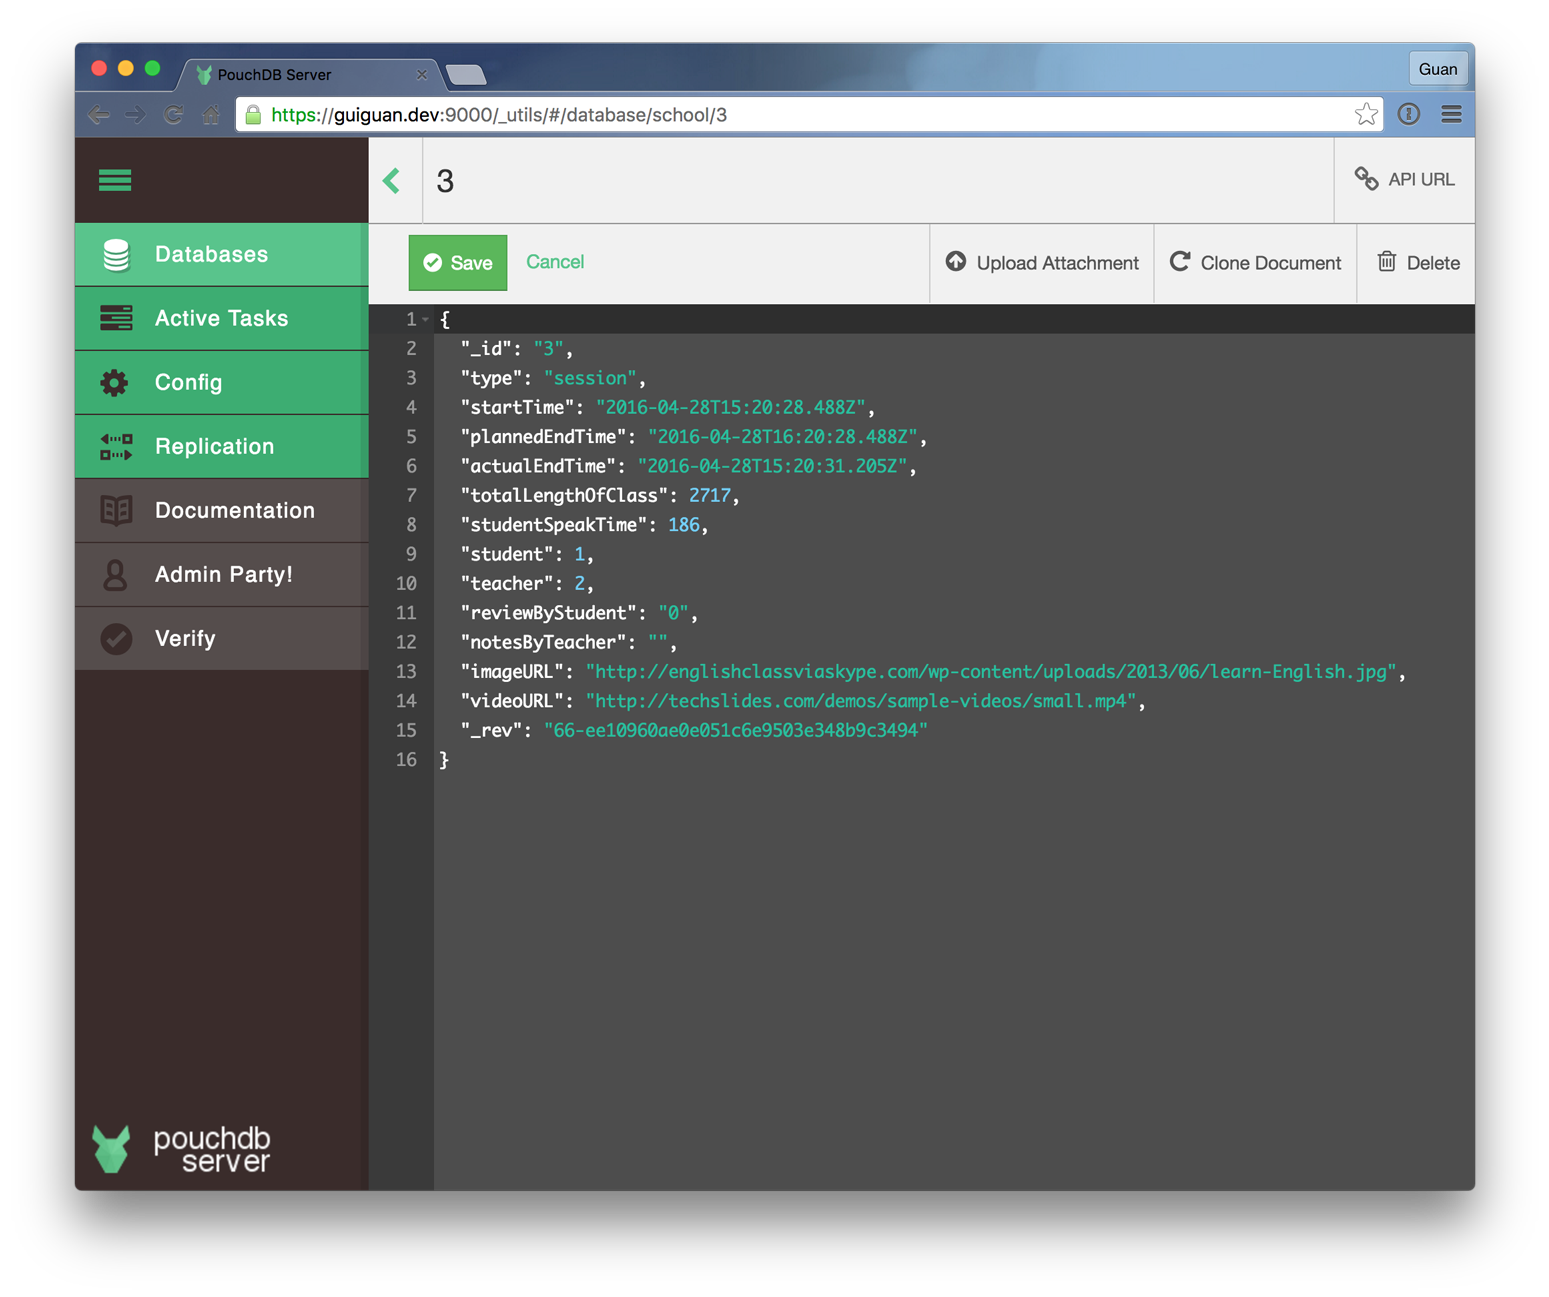 PouchDB Server
Guan
https://guiguan.dev:9000/_utils/#/database/school/3
3
API URL
Databases
Active Tasks
Config
Replication
Documentation
Admin Party!
Verify
pouchdb
server
Save
Cancel
Upload Attachment
Clone Document
Delete
1 {
2 "_id": "3",
3 "type": "session",
4 "startTime": "2016-04-28T15:20:28.488Z",
5 "plannedEndTime": "2016-04-28T16:20:28.488Z",
6 "actualEndTime": "2016-04-28T15:20:31.205Z",
7 "totalLengthOfClass": 2717,
8 "studentSpeakTime": 186,
9 "student": 1,
10 "teacher": 2,
11 "reviewByStudent": "0",
12 "notesByTeacher": "",
13 "imageURL": "http://englishclassviaskype.com/wp-content/uploads/2013/06/learn-English.jpg",
14 "videoURL": "http://techslides.com/demos/sample-videos/small.mp4",
15 "_rev": "66-ee10960ae0e051c6e9503e348b9c3494"
16 }